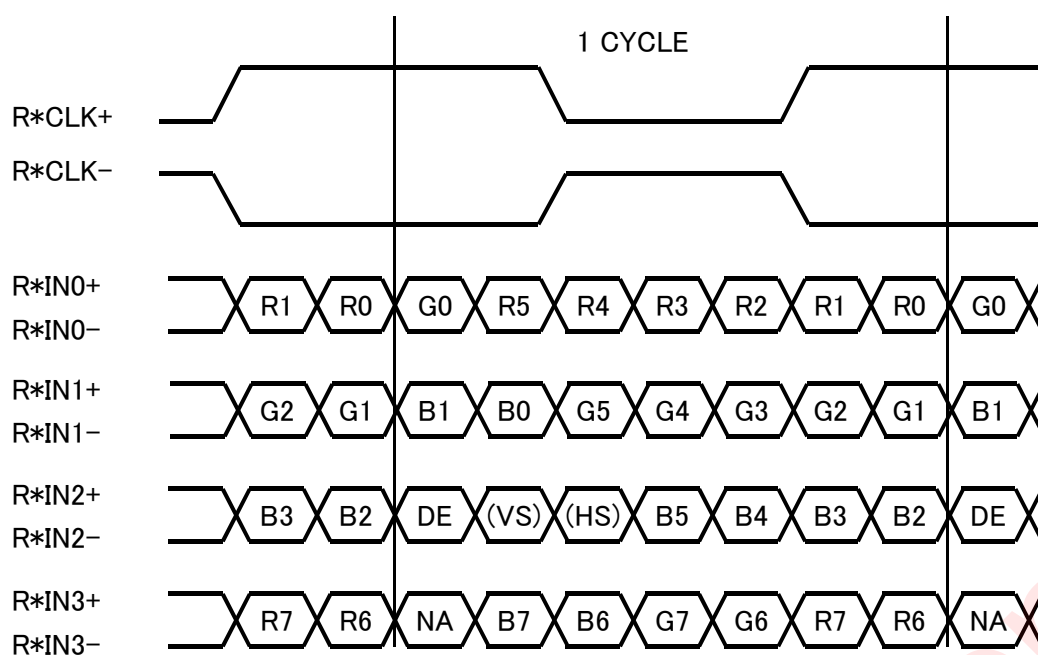 1 CYCLE
R*CLK+
R*CLK-
R*IN0+
R1 R0 G0 R5 R4 R3 R2 R1 R0 G0
R*IN0-
R*IN1+
G2 G1 B1 B0 G5 G4 G3 G2 G1 B1
R*IN1-
R*IN2+
B3 B2 DE (VS) (HS) B5 B4 B3 B2 DE
R*IN2-
R*IN3+
R7 R6 NA B7 B6 G7 G6 R7 R6 NA
R*IN3-